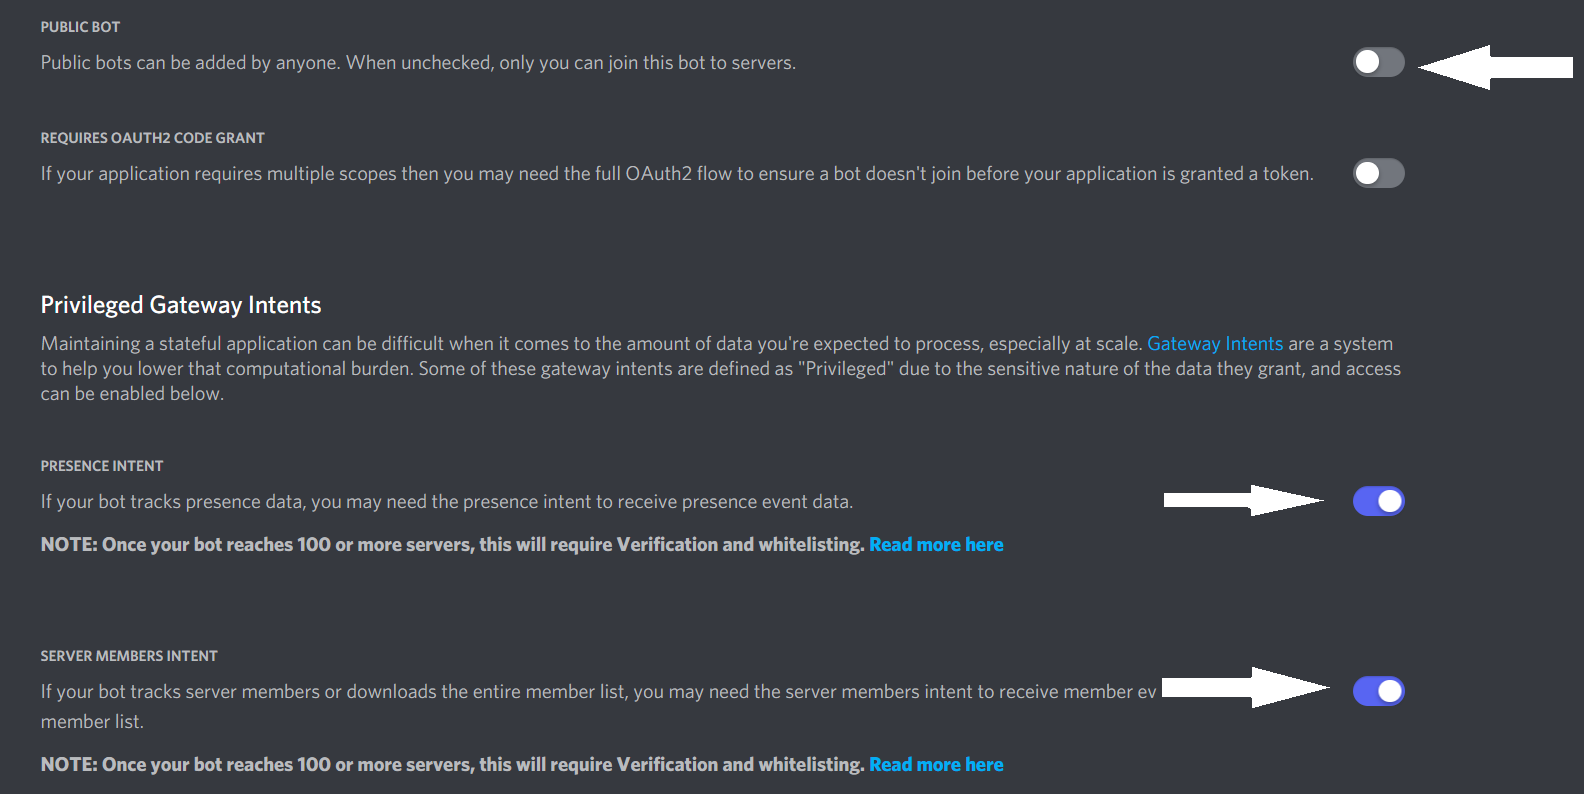 PUBLIC BOT
Public bots can be added by anyone. When unchecked, only you can join this bot to servers.
REQUIRES OAUTH2 CODE GRANT
If your application requires multiple scopes then you may need the full OAuth2 flow to ensure a bot doesn't join before your application is granted a token.
Privileged Gateway Intents
Maintaining a stateful application can be difficult when it comes to the amount of data you're expected to process, especially at scale. Gateway Intents are a system
to help you lower that computational burden. Some of these gateway intents are defined as "Privileged" due to the sensitive nature of the data they grant, and access
can be enabled below.
PRESENCE INTENT
If your bot tracks presence data, you may need the presence intent to receive presence event data.
NOTE: Once your bot reaches 100 or more servers, this will require Verification and whitelisting. Read more here
SERVER MEMBERS INTENT
If your bot tracks server members or downloads the entire member list, you may need the server members intent to receive member ev
member list.
NOTE: Once your bot reaches 100 or more servers, this will require Verification and whitelisting. Read more here